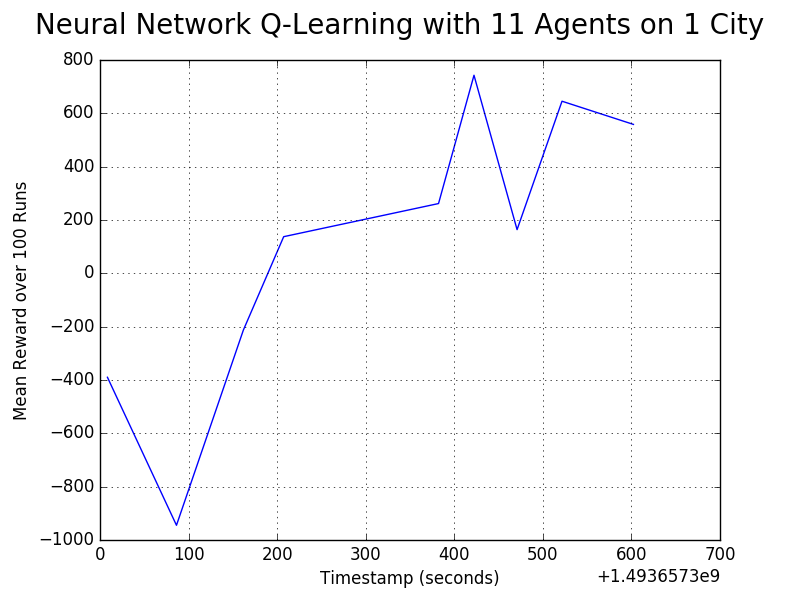 Neural Network Q-Learning with 11 Agents on 1 City
800
600
400
200
0
−200
−400
−600
−800
−1000
Mean Reward over 100 Runs
0 100 200 300 400 500 600 700
Timestamp (seconds)
+1.4936573e9